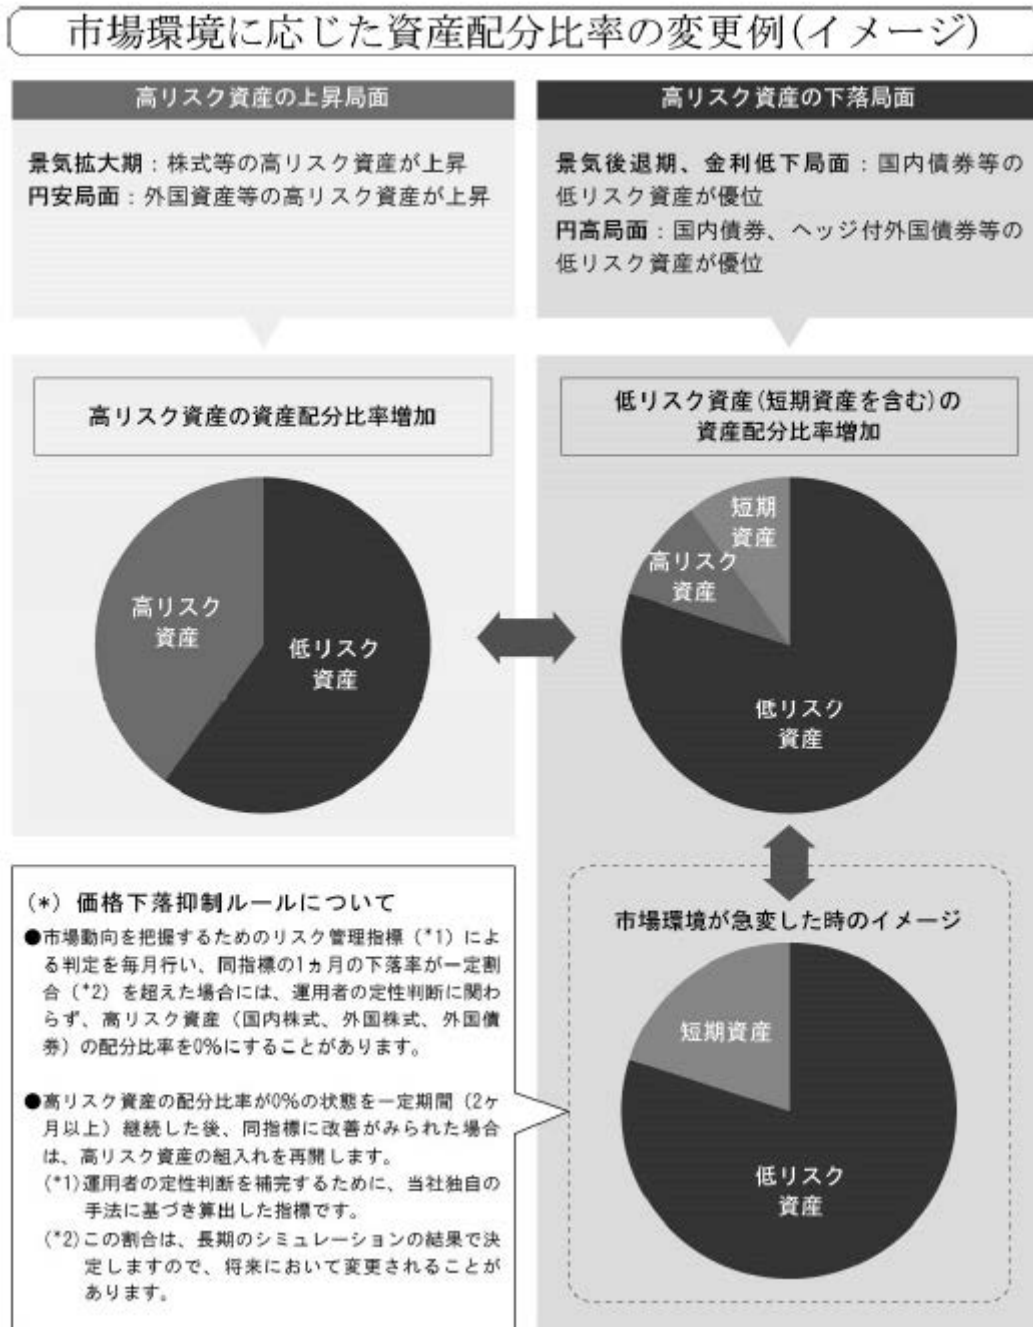 市場環境に応じた資産配分比率の変更例(イメージ)
高リスク資産の上昇局面
景気拡大期：株式等の高リスク資産が上昇
円安局面：外国資産等の高リスク資産が上昇
高リスク資産の下落局面
景気後退期、金利低下局面：国内債券等の
低リスク資産が優位
円高局面：国内債券、ヘッジ付外国債券等の
低リスク資産が優位
高リスク資産の資産配分比率増加
高リスク
資産
低リスク
資産
低リスク資産(短期資産を含む)の
資産配分比率増加
短期
資産
高リスク
資産
低リスク
資産
(*) 価格下落抑制ルールについて
●市場動向を把握するためのリスク管理指標（*1）によ
る判定を毎月行い、同指標の1ヵ月の下落率が一定割
合（*2）を超えた場合には、運用者の定性判断に関わ
らず、高リスク資産（国内株式、外国株式、外国債
券）の配分比率を0%にすることがあります。
●高リスク資産の配分比率が0%の状態を一定期間（2ヶ
月以上）継続した後、同指標に改善がみられた場合
は、高リスク資産の組入れを再開します。
(*1)運用者の定性判断を補完するために、当社独自の
手法に基づき算出した指標です。
(*2)この割合は、長期のシミュレーションの結果で決
定しますので、将来において変更されることが
あります。
市場環境が急変した時のイメージ
短期資産
低リスク
資産